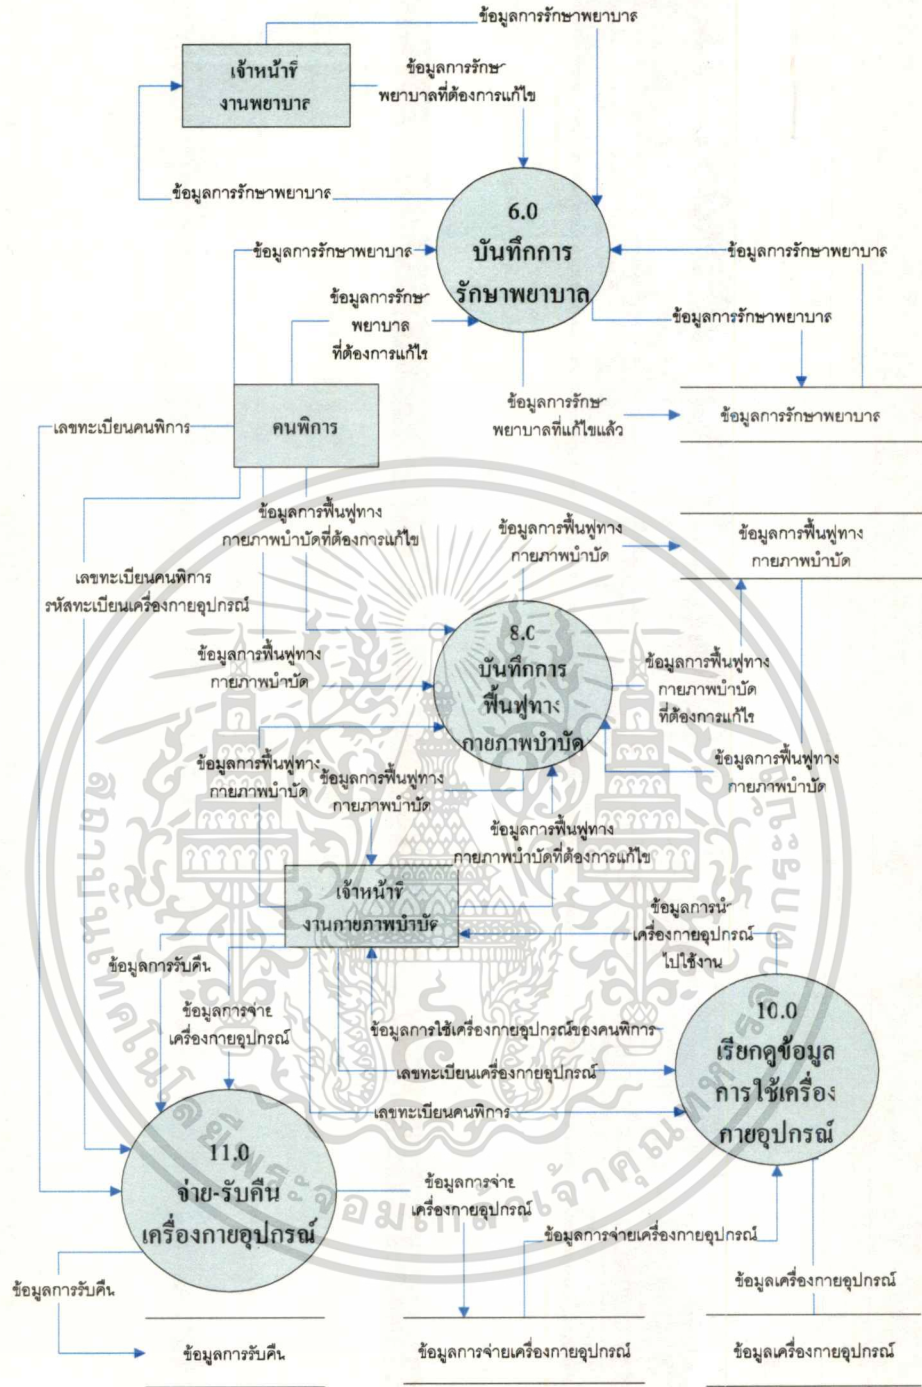 ข้อมูลการรักษาพยาบาล
เจ้าหน้าที่
งานพยาบาล
ข้อมูลการรักษา
พยาบาลที่ต้องการแก้ไข
ข้อมูลการรักษาพยาบาล
6.0
บันทึกการ
รักษาพยาบาล
ข้อมูลการรักษาพยาบาล
ข้อมูลการรักษาพยาบาล
ข้อมูลการรักษา
พยาบาล
ที่ต้องการแก้ไข
ข้อมูลการรักษาพยาบาล
คนพิการ
ข้อมูลการรักษา
พยาบาลที่แก้ไขแล้ว
ข้อมูลการรักษาพยาบาล
เลขทะเบียนคนพิการ
ข้อมูลการฟื้นฟูทาง
กายภาพบำบัดที่ต้องการแก้ไข
ข้อมูลการฟื้นฟูทาง
กายภาพบำบัด
ข้อมูลการฟื้นฟูทาง
กายภาพบำบัด
เลขทะเบียนคนพิการ
รหัสทะเบียนเครื่องกายอุปกรณ์
8.0
บันทึกการ
ฟื้นฟูทาง
กายภาพบำบัด
ข้อมูลการฟื้นฟูทาง
กายภาพบำบัด
ข้อมูลการฟื้นฟูทาง
กายภาพบำบัด
ที่ต้องการแก้ไข
ข้อมูลการฟื้นฟูทาง
กายภาพบำบัด
ข้อมูลการฟื้นฟูทาง
กายภาพบำบัด
ข้อมูลการฟื้นฟูทาง
กายภาพบำบัด
ข้อมูลการฟื้นฟูทาง
กายภาพบำบัดที่ต้องการแก้ไข
เจ้าหน้าที่
งานกายภาพบำบัด
ข้อมูลการนำ
เครื่องกายอุปกรณ์
ไปใช้งาน
ข้อมูลการรับคืน
ข้อมูลการจ่าย
เครื่องกายอุปกรณ์
ข้อมูลการใช้เครื่องกายอุปกรณ์ของคนพิการ
เลขทะเบียนเครื่องกายอุปกรณ์
เลขทะเบียนคนพิการ
10.0
เรียกดูข้อมูล
การใช้เครื่อง
กายอุปกรณ์
11.0
จ่าย-รับคืน
เครื่องกายอุปกรณ์
ข้อมูลการจ่าย
เครื่องกายอุปกรณ์
ข้อมูลการจ่ายเครื่องกายอุปกรณ์
ข้อมูลการรับคืน
ข้อมูลเครื่องกายอุปกรณ์
ข้อมูลการรับคืน
ข้อมูลการจ่ายเครื่องกายอุปกรณ์
ข้อมูลเครื่องกายอุปกรณ์
สถาบันเทคโนโลยีพระจอมเกล้าเจ้าคุณทหารลาดกระบัง